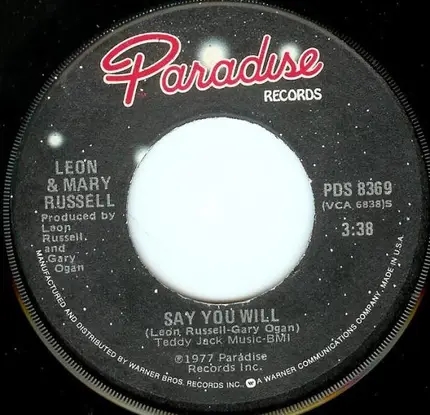 Paradise
RECORDS
LEON
& MARY
RUSSELL
Produced by
Leon
Russell
and
Gary
Ogan
PDS 8369
(VCA 6838)S
3:38
SAY YOU WILL
(Leon Russell-Gary Ogan)
Teddy Jack Music-BMI
℗1977 Paradise
Records Inc.
MANUFACTURED AND DISTRIBUTED BY WARNER BROS. RECORDS INC., A WARNER COMMUNICATIONS COMPANY. MADE IN U.S.A.